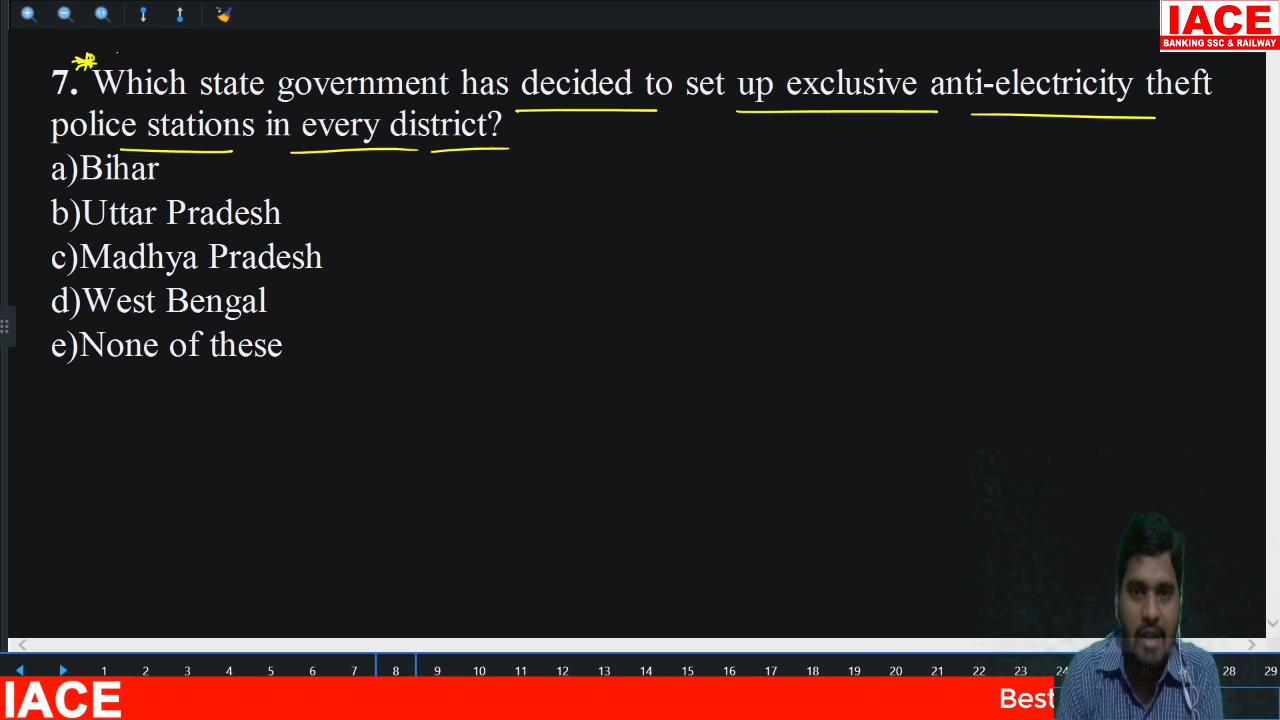 IACE
BANKING SSC & RAILWAY
7. Which state government has decided to set up exclusive anti-electricity theft
police stations in every district?
a)Bihar
b)Uttar Pradesh
c)Madhya Pradesh
d)West Bengal
e)None of these
1 2 3 4 5 6 7 8 9 10 11 12 13 14 15 16 17 18 19 20 21 22 23 24 28 29
IACE
Best